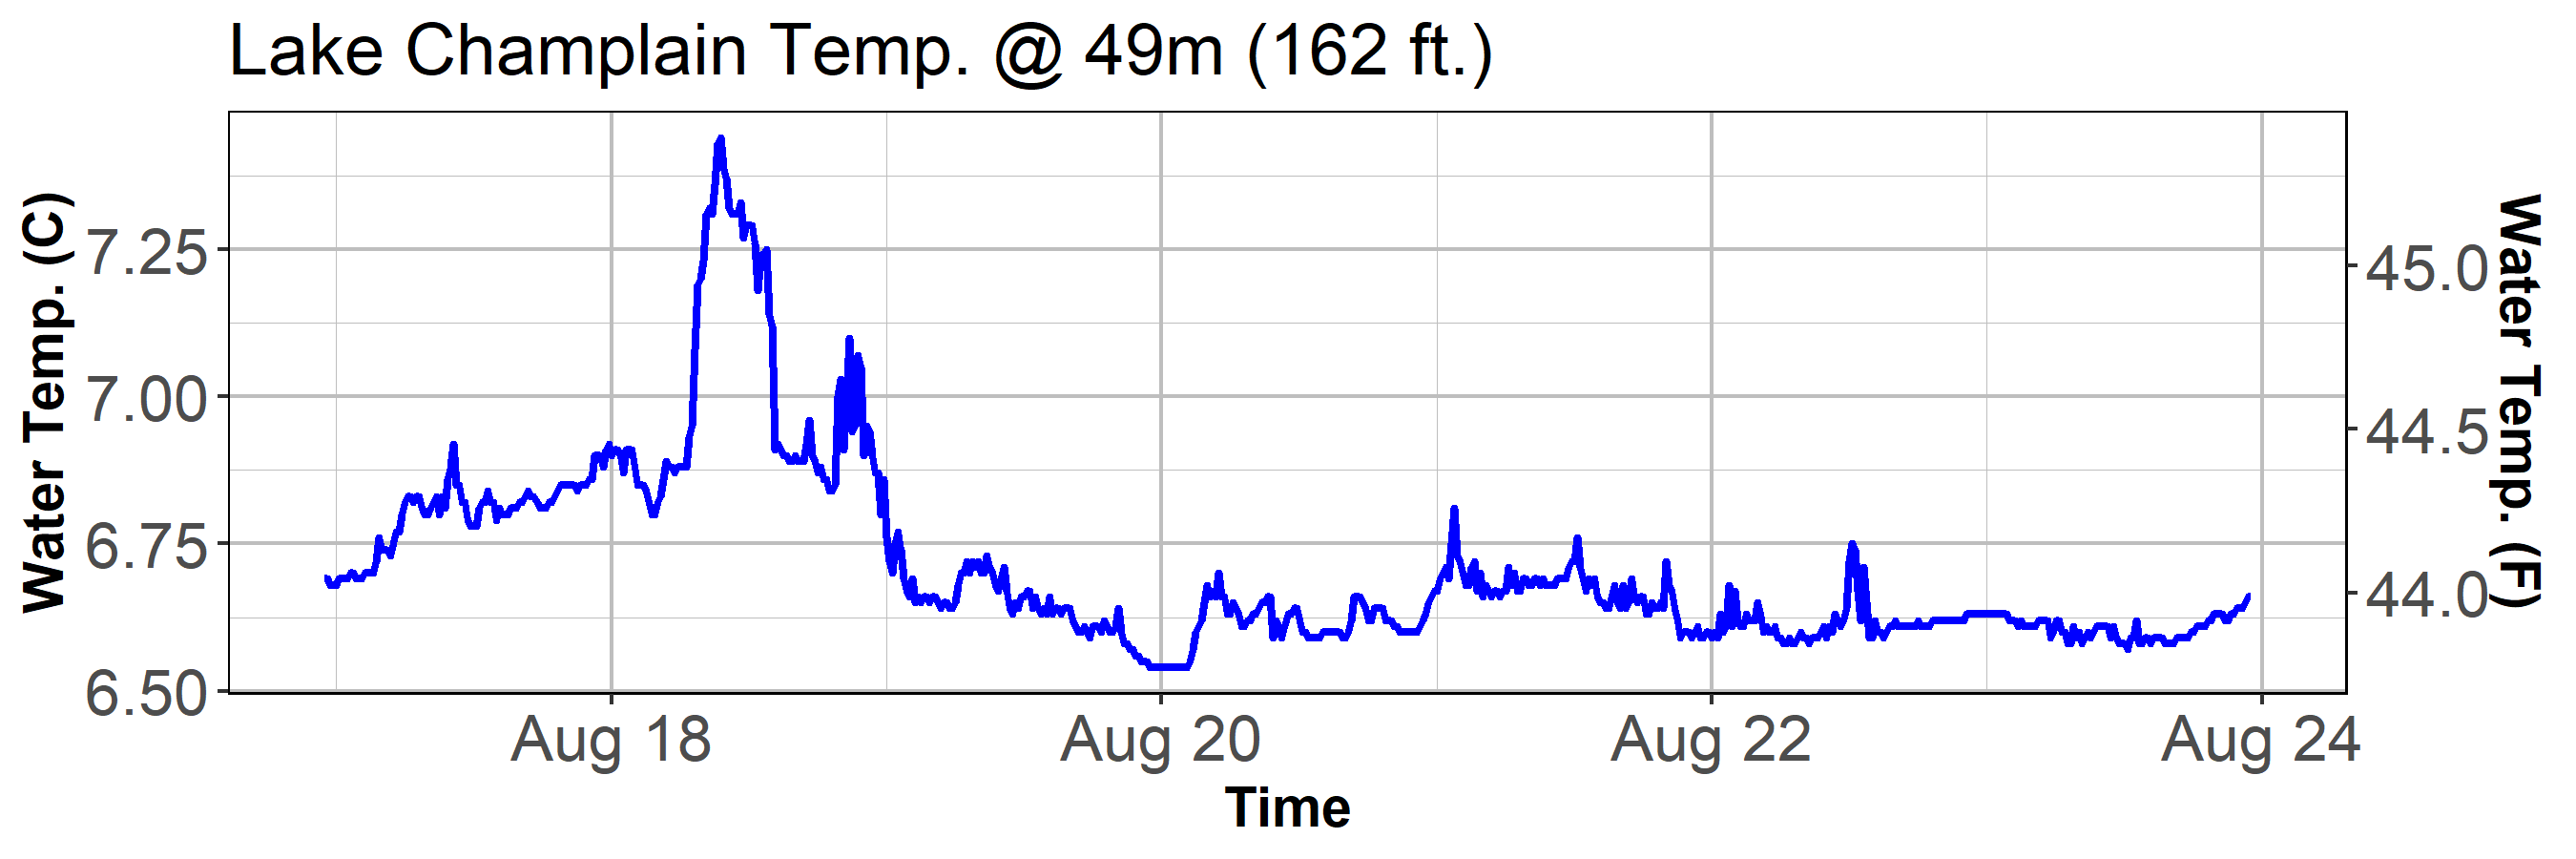 Lake Champlain Temp. @ 49m (162 ft.)
Water Temp. (C)
7.25
7.00
6.75
6.50
45.0
44.5
44.0
Water Temp. (F)
Aug 18 Aug 20 Aug 22 Aug 24
Time